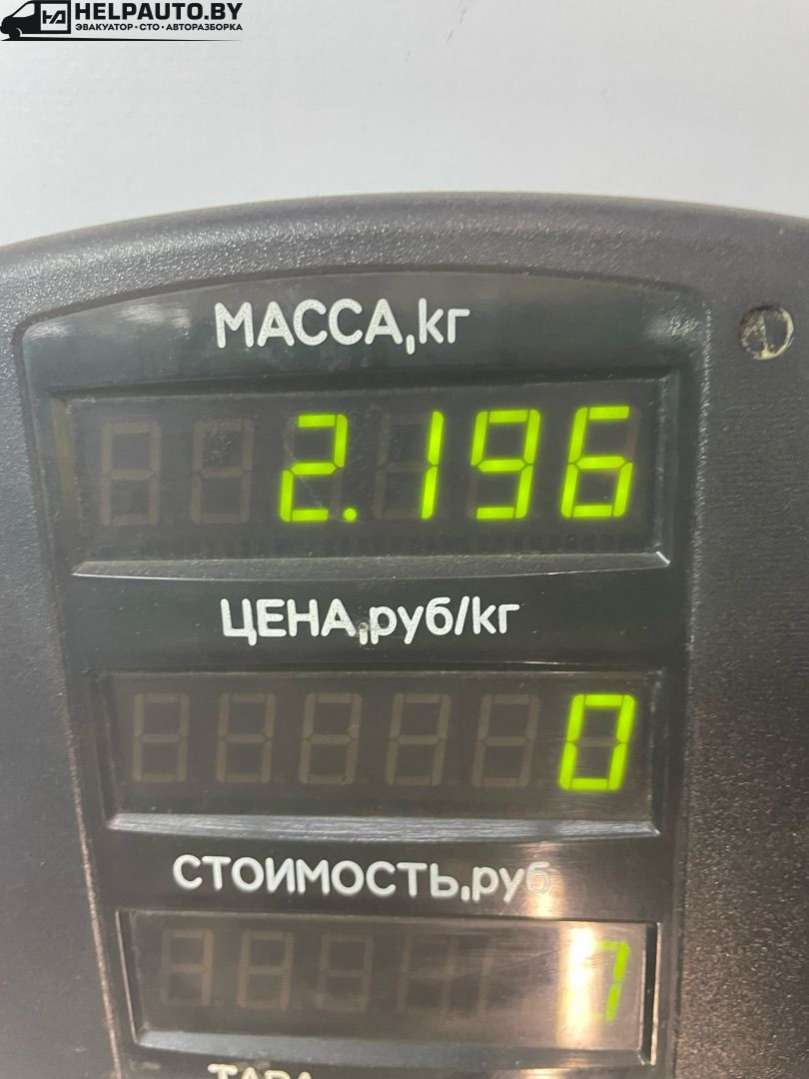 HELPAUTO.BY
ЭВАКУАТОР • СТО • АВТОРАЗБОРКА
МАССА,кг
2.196
ЦЕНА,руб/кг
0
СТОИМОСТЬ,руб